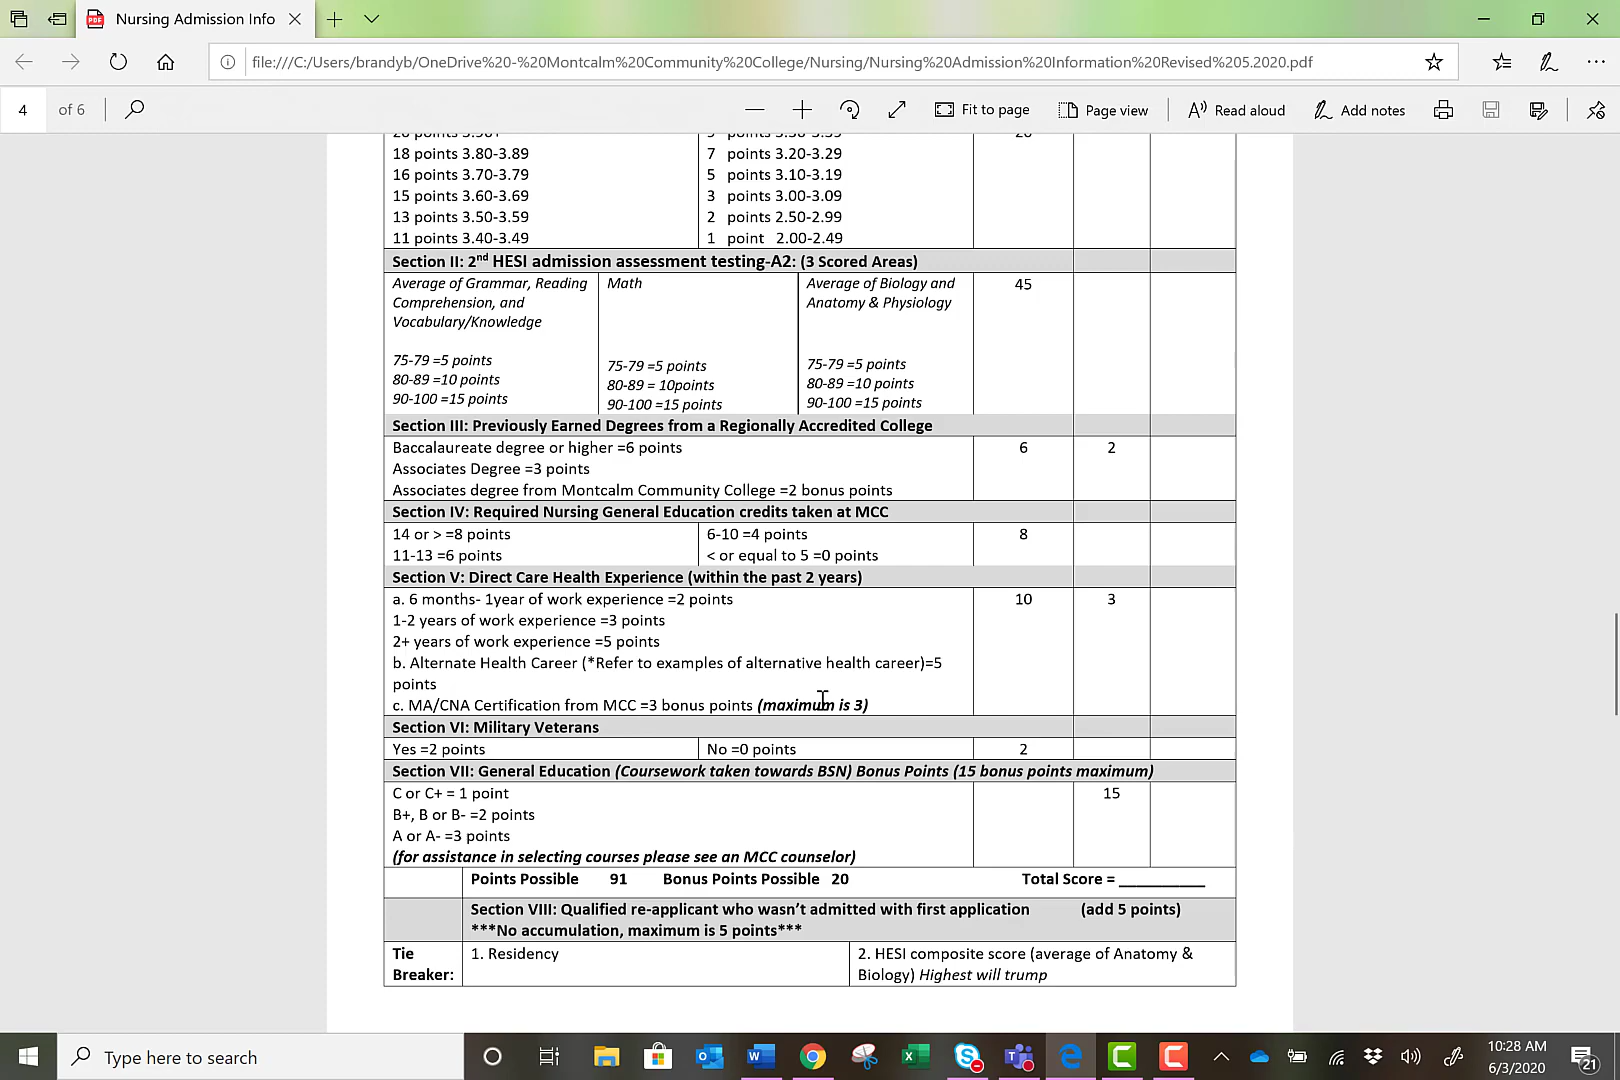 Nursing Admission Info
file:///C:/Users/brandyb/OneDrive%20-%20Montcalm%20Community%20College/Nursing/Nursing%20Admission%20Information%20Revised%205.2020.pdf
4 of 6
Fit to page
Page view
Read aloud
Add notes
18 points 3.80-3.89
7 points 3.20-3.29
16 points 3.70-3.79
5 points 3.10-3.19
15 points 3.60-3.69
3 points 3.00-3.09
13 points 3.50-3.59
2 points 2.50-2.99
11 points 3.40-3.49
1 point 2.00-2.49
Section II: 2nd HESI admission assessment testing-A2: (3 Scored Areas)
Average of Grammar, Reading
Comprehension, and
Vocabulary/Knowledge
75-79 =5 points
80-89 =10 points
90-100 =15 points
Math
75-79 =5 points
80-89 = 10points
90-100 =15 points
Average of Biology and
Anatomy & Physiology
75-79 =5 points
80-89 =10 points
90-100 =15 points
45
Section III: Previously Earned Degrees from a Regionally Accredited College
Baccalaureate degree or higher =6 points
6
2
Associates Degree =3 points
Associates degree from Montcalm Community College =2 bonus points
Section IV: Required Nursing General Education credits taken at MCC
14 or > =8 points
6-10 =4 points
8
11-13 =6 points
< or equal to 5 =0 points
Section V: Direct Care Health Experience (within the past 2 years)
a. 6 months- 1year of work experience =2 points
10
3
1-2 years of work experience =3 points
2+ years of work experience =5 points
b. Alternate Health Career (*Refer to examples of alternative health career)=5
points
c. MA/CNA Certification from MCC =3 bonus points (maximum is 3)
Section VI: Military Veterans
Yes =2 points
No =0 points
2
Section VII: General Education (Coursework taken towards BSN) Bonus Points (15 bonus points maximum)
C or C+ = 1 point
15
B+, B or B- =2 points
A or A- =3 points
(for assistance in selecting courses please see an MCC counselor)
Points Possible 91 Bonus Points Possible 20 Total Score = __________
Section VIII: Qualified re-applicant who wasn't admitted with first application (add 5 points)
***No accumulation, maximum is 5 points***
Tie
Breaker:
1. Residency
2. HESI composite score (average of Anatomy &
Biology) Highest will trump
Type here to search
10:28 AM
6/3/2020
21